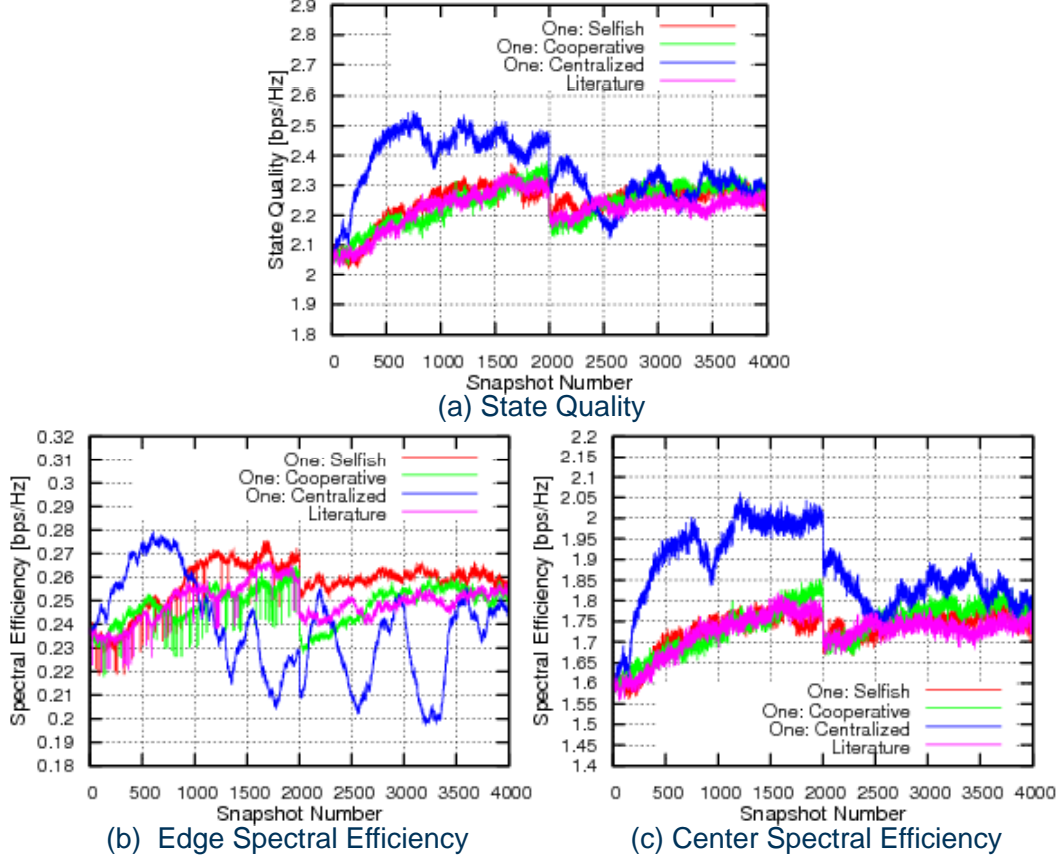 2.9
2.8
2.7
2.6
2.5
2.4
2.3
2.2
2.1
2
1.9
1.8
State Quality [bps/Hz]
One: Selfish
One: Cooperative
One: Centralized
Literature
0 500 1000 1500 2000 2500 3000 3500 4000
Snapshot Number
(a) State Quality
0.32
0.31
0.3
0.29
0.28
0.27
0.26
0.25
0.24
0.23
0.22
0.21
0.2
0.19
0.18
Spectral Efficiency [bps/Hz]
One: Selfish
One: Cooperative
One: Centralized
Literature
0 500 1000 1500 2000 2500 3000 3500 4000
Snapshot Number
(b) Edge Spectral Efficiency
2.2
2.15
2.1
2.05
2
1.95
1.9
1.85
1.8
1.75
1.7
1.65
1.6
1.55
1.5
1.45
1.4
Spectral Efficiency [bps/Hz]
One: Selfish
One: Cooperative
One: Centralized
Literature
0 500 1000 1500 2000 2500 3000 3500 4000
Snapshot Number
(c) Center Spectral Efficiency